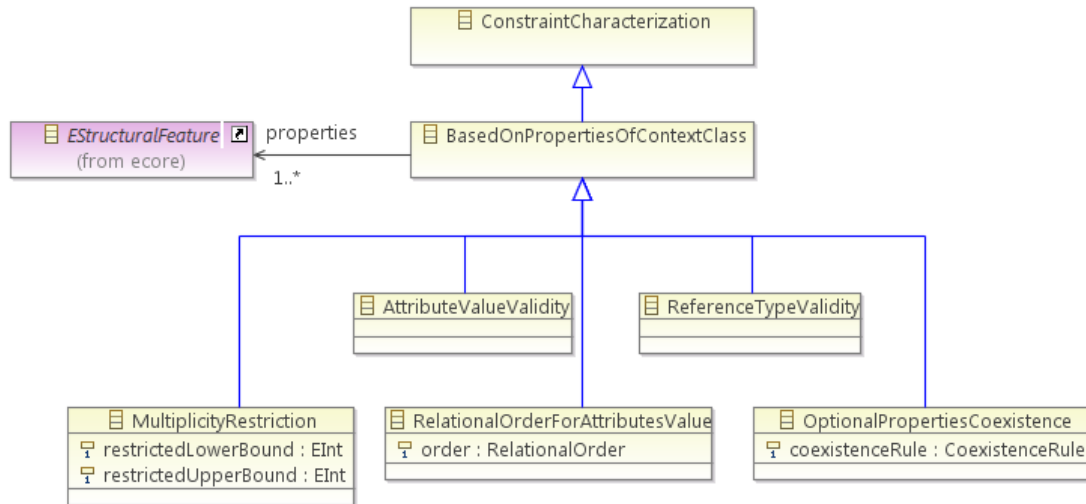 ConstraintCharacterization
EStructuralFeature
(from ecore)
properties
1..*
BasedOnPropertiesOfContextClass
AttributeValueValidity
ReferenceTypeValidity
MultiplicityRestriction
restrictedLowerBound : EInt
restrictedUpperBound : EInt
RelationalOrderForAttributesValue
order : RelationalOrder
OptionalPropertiesCoexistence
coexistenceRule : CoexistenceRule